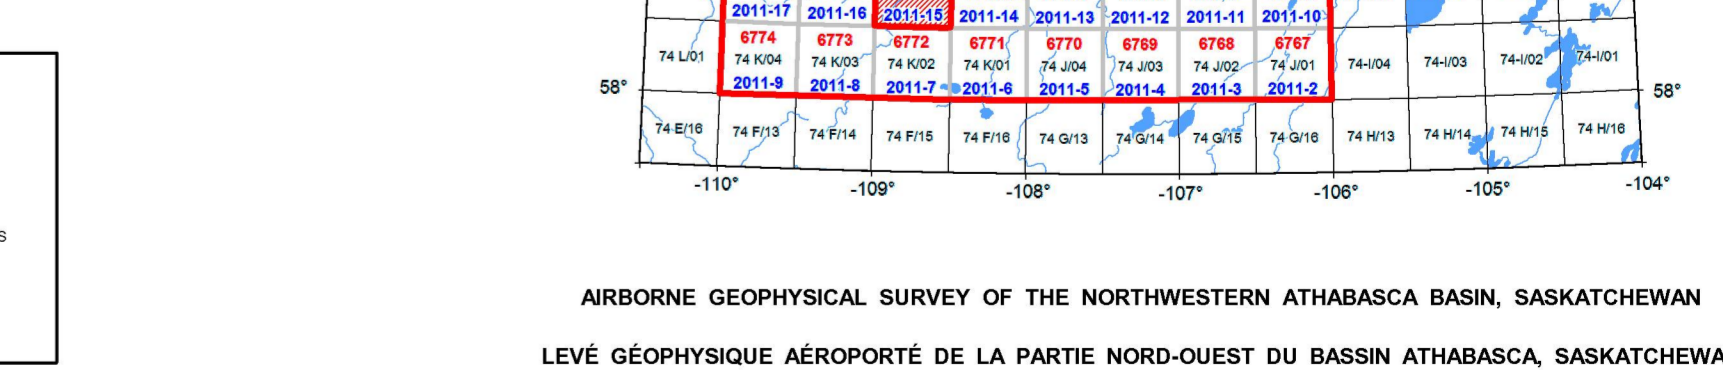 2011-17 2011-16 2011-15 2011-14 2011-13 2011-12 2011-11 2011-10
6774 6773 6772 6771 6770 6769 6768 6767
74 L/01 74 K/04 74 K/03 74 K/02 74 K/01 74 J/04 74 J/03 74 J/02 74 J/01 74-I/04 74-I/03 74-I/02 74-I/01
58° 2011-9 2011-8 2011-7 2011-6 2011-5 2011-4 2011-3 2011-2 58°
74 E/16 74 F/13 74 F/14 74 F/15 74 F/16 74 G/13 74 G/14 74 G/15 74 G/16 74 H/13 74 H/14 74 H/15 74 H/16
-110° -109° -108° -107° -106° -105° -104°
s
AIRBORNE GEOPHYSICAL SURVEY OF THE NORTHWESTERN ATHABASCA BASIN, SASKATCHEWAN
LEVÉ GÉOPHYSIQUE AÉROPORTÉ DE LA PARTIE NORD-OUEST DU BASSIN ATHABASCA, SASKATCHEWA